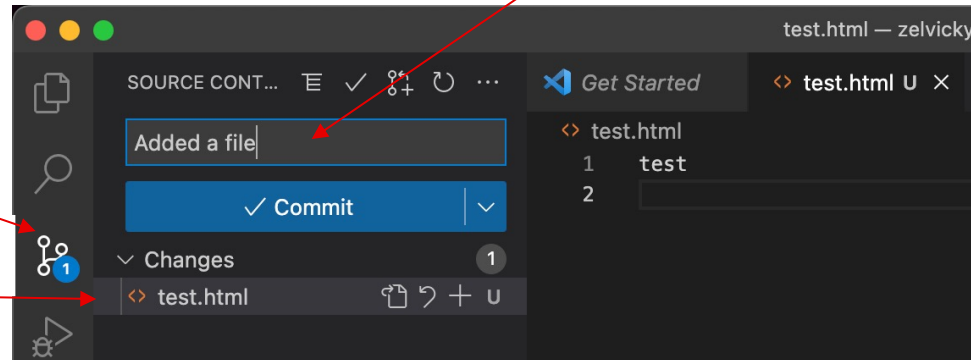 test.html — zelvicky
SOURCE CONT...
Get Started
test.html U
Added a file
test.html
1 test
2
Commit
1
Changes 1
test.html U